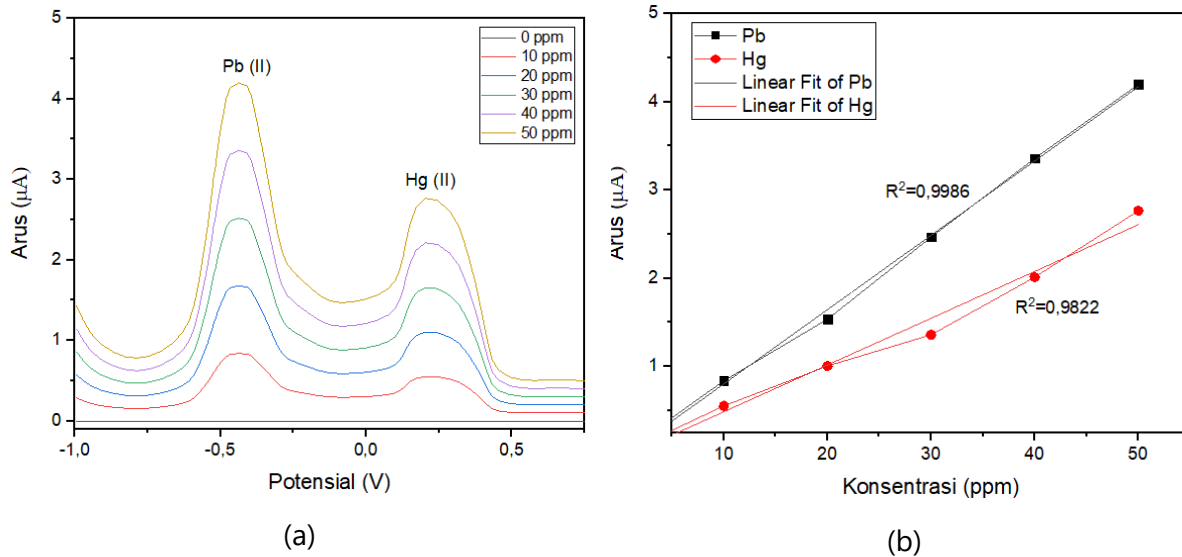 5
4
3
2
1
0
Arus (µA)
Pb (II)
Hg (II)
0 ppm
10 ppm
20 ppm
30 ppm
40 ppm
50 ppm
-1,0
-0,5
0,0
0,5
Potensial (V)
(a)
5
4
3
2
1
Arus (µA)
Pb
Hg
Linear Fit of Pb
Linear Fit of Hg
R²=0,9986
R²=0,9822
10
20
30
40
50
Konsentrasi (ppm)
(b)